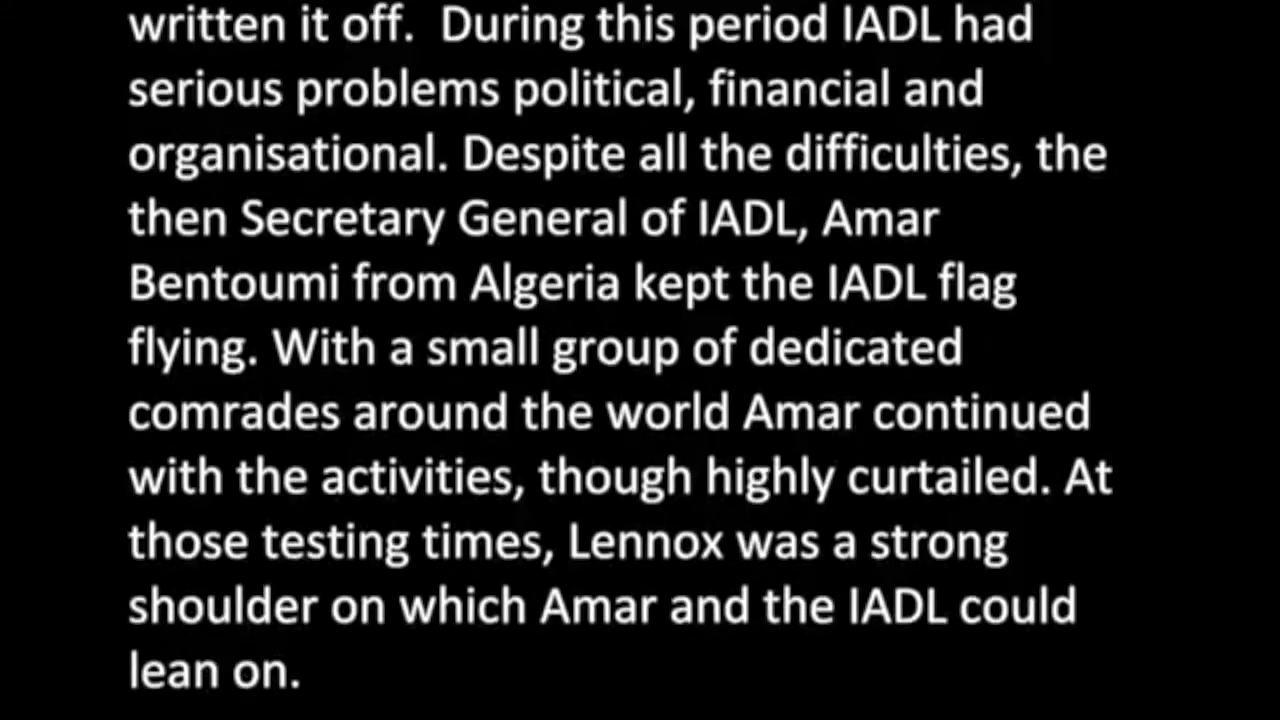 written it off.  During this period IADL had
serious problems political, financial and
organisational. Despite all the difficulties, the
then Secretary General of IADL, Amar
Bentoumi from Algeria kept the IADL flag
flying. With a small group of dedicated
comrades around the world Amar continued
with the activities, though highly curtailed. At
those testing times, Lennox was a strong
shoulder on which Amar and the IADL could
lean on.